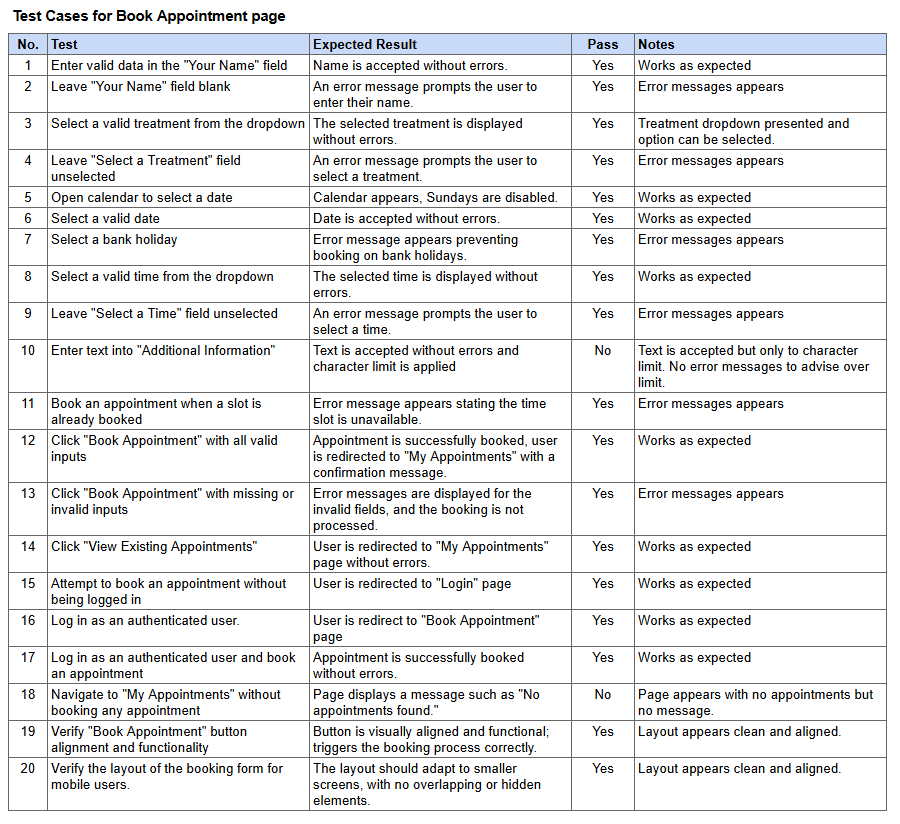 Test Cases for Book Appointment page
No. Test Expected Result Pass Notes
1 Enter valid data in the "Your Name" field Name is accepted without errors. Yes Works as expected
2 Leave "Your Name" field blank An error message prompts the user to Yes Error messages appears
enter their name.
3 Select a valid treatment from the dropdown The selected treatment is displayed Yes Treatment dropdown presented and
without errors. option can be selected.
4 Leave "Select a Treatment" field An error message prompts the user to Yes Error messages appears
unselected select a treatment.
5 Open calendar to select a date Calendar appears, Sundays are disabled. Yes Works as expected
6 Select a valid date Date is accepted without errors. Yes Works as expected
7 Select a bank holiday Error message appears preventing Yes Error messages appears
booking on bank holidays.
8 Select a valid time from the dropdown The selected time is displayed without Yes Works as expected
errors.
9 Leave "Select a Time" field unselected An error message prompts the user to Yes Error messages appears
select a time.
10 Enter text into "Additional Information" Text is accepted without errors and No Text is accepted but only to character
character limit is applied limit. No error messages to advise over
limit.
11 Book an appointment when a slot is Error message appears stating the time Yes Error messages appears
already booked slot is unavailable.
12 Click "Book Appointment" with all valid Appointment is successfully booked, user Yes Works as expected
inputs is redirected to "My Appointments" with a
confirmation message.
13 Click "Book Appointment" with missing or Error messages are displayed for the Yes Error messages appears
invalid inputs invalid fields, and the booking is not
processed.
14 Click "View Existing Appointments" User is redirected to "My Appointments" Yes Works as expected
page without errors.
15 Attempt to book an appointment without User is redirected to "Login" page Yes Works as expected
being logged in
16 Log in as an authenticated user. User is redirect to "Book Appointment" Yes Works as expected
page
17 Log in as an authenticated user and book Appointment is successfully booked Yes Works as expected
an appointment without errors.
18 Navigate to "My Appointments" without Page displays a message such as "No No Page appears with no appointments but
booking any appointment appointments found." no message.
19 Verify "Book Appointment" button Button is visually aligned and functional; Yes Layout appears clean and aligned.
alignment and functionality triggers the booking process correctly.
20 Verify the layout of the booking form for The layout should adapt to smaller Yes Layout appears clean and aligned.
mobile users. screens, with no overlapping or hidden
elements.